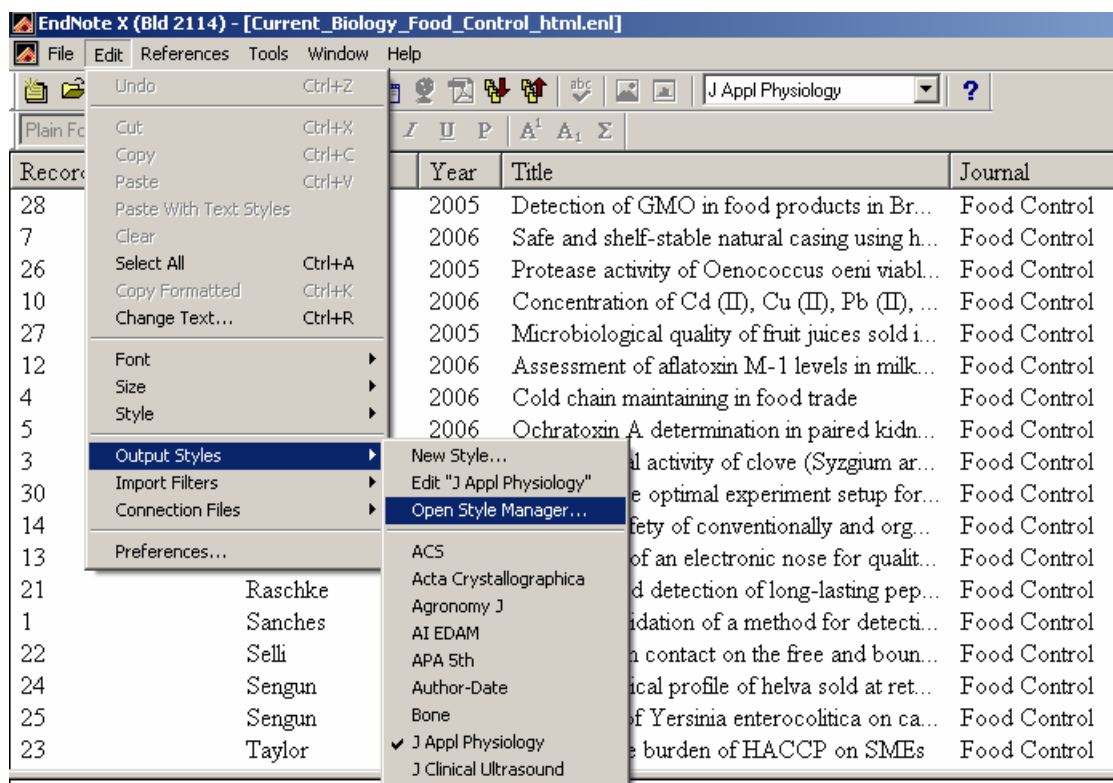 EndNote X (Bld 2114) - [Current_Biology_Food_Control_html.enl]
File Edit References Tools Window Help
abc J Appl Physiology ?
Plain Fo I U P A¹ A₁ Σ
Undo Ctrl+Z
Cut Ctrl+X
Copy Ctrl+C
Paste Ctrl+V
Paste With Text Styles
Clear
Select All Ctrl+A
Copy Formatted Ctrl+K
Change Text... Ctrl+R
Font
Size
Style
Output Styles
Import Filters
Connection Files
Preferences...
New Style...
Edit "J Appl Physiology"
Open Style Manager...
ACS
Acta Crystallographica
Agronomy J
AI EDAM
APA 5th
Author-Date
Bone
J Appl Physiology
J Clinical Ultrasound
Recor Year Title Journal
28 2005 Detection of GMO in food products in Br... Food Control
7 2006 Safe and shelf-stable natural casing using h... Food Control
26 2005 Protease activity of Oenococcus oeni viabl... Food Control
10 2006 Concentration of Cd (II), Cu (II), Pb (II), ... Food Control
27 2005 Microbiological quality of fruit juices sold i... Food Control
12 2006 Assessment of aflatoxin M-1 levels in milk... Food Control
4 2006 Cold chain maintaining in food trade Food Control
5 2006 Ochratoxin A determination in paired kidn... Food Control
3 l activity of clove (Syzgium ar... Food Control
30 e optimal experiment setup for... Food Control
14 fety of conventionally and org... Food Control
13 of an electronic nose for qualit... Food Control
21 Raschke d detection of long-lasting pep... Food Control
1 Sanches idation of a method for detecti... Food Control
22 Selli n contact on the free and boun... Food Control
24 Sengun ical profile of helva sold at ret... Food Control
25 Sengun of Yersinia enterocolitica on ca... Food Control
23 Taylor e burden of HACCP on SMEs Food Control